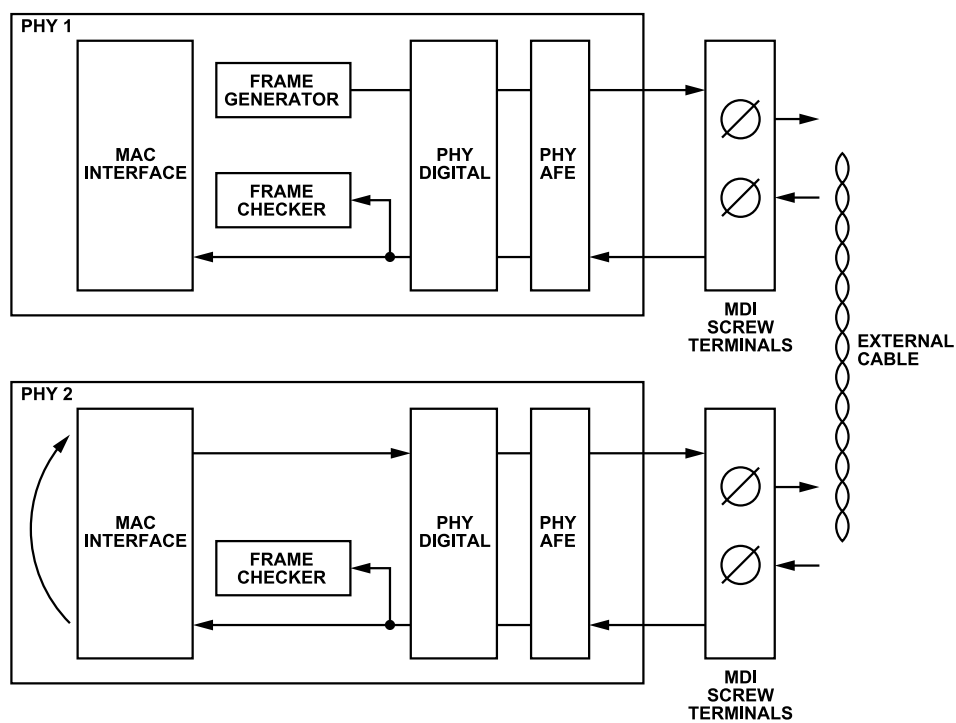 PHY 1
FRAME
GENERATOR
MAC
INTERFACE
PHY
DIGITAL
PHY
AFE
FRAME
CHECKER
MDI
SCREW
TERMINALS
EXTERNAL
CABLE
PHY 2
MAC
INTERFACE
PHY
DIGITAL
PHY
AFE
FRAME
CHECKER
MDI
SCREW
TERMINALS